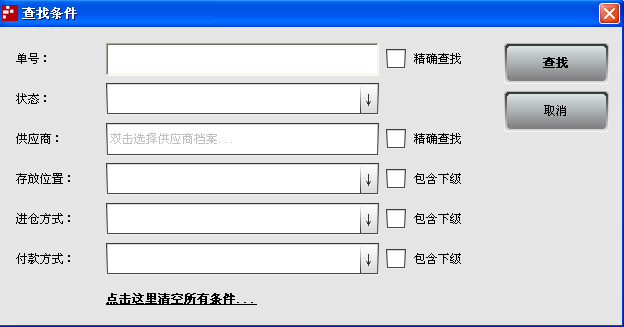 查找条件
单号：
精确查找
查找
状态：
取消
供应商：
双击选择供应商档案...
精确查找
存放位置：
包含下级
进仓方式：
包含下级
付款方式：
包含下级
点击这里清空所有条件...